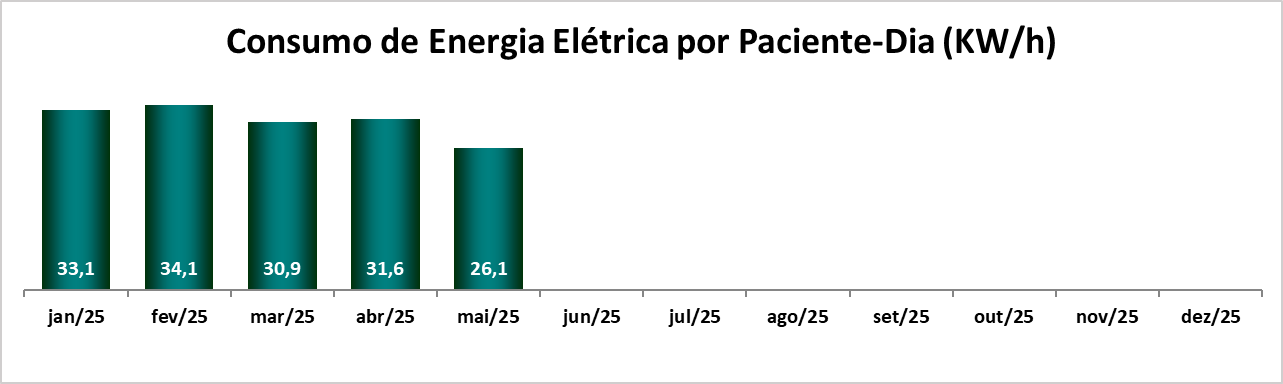 Consumo de Energia Elétrica por Paciente-Dia (KW/h)
33,1 34,1 30,9 31,6 26,1
jan/25 fev/25 mar/25 abr/25 mai/25 jun/25 jul/25 ago/25 set/25 out/25 nov/25 dez/25